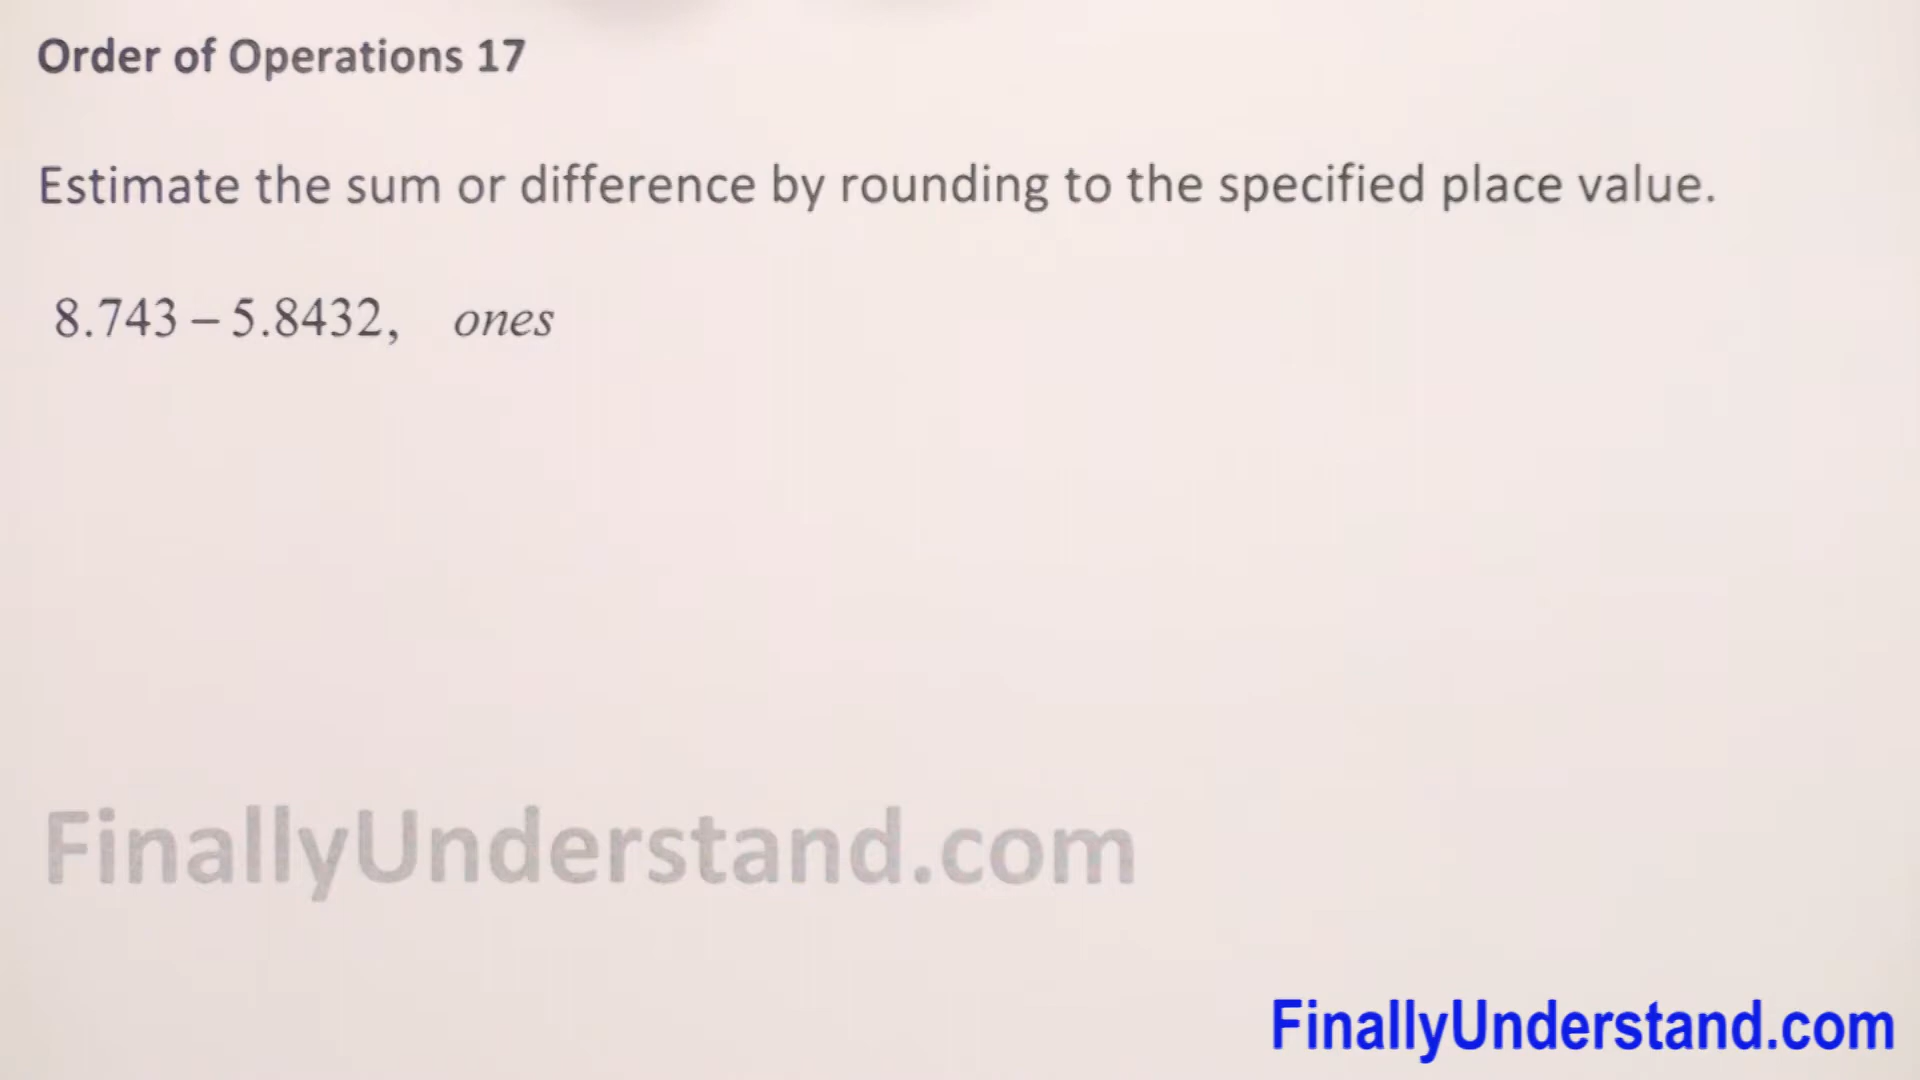 Order of Operations 17
Estimate the sum or difference by rounding to the specified place value.
8.743 – 5.8432, ones
FinallyUnderstand.com
FinallyUnderstand.com